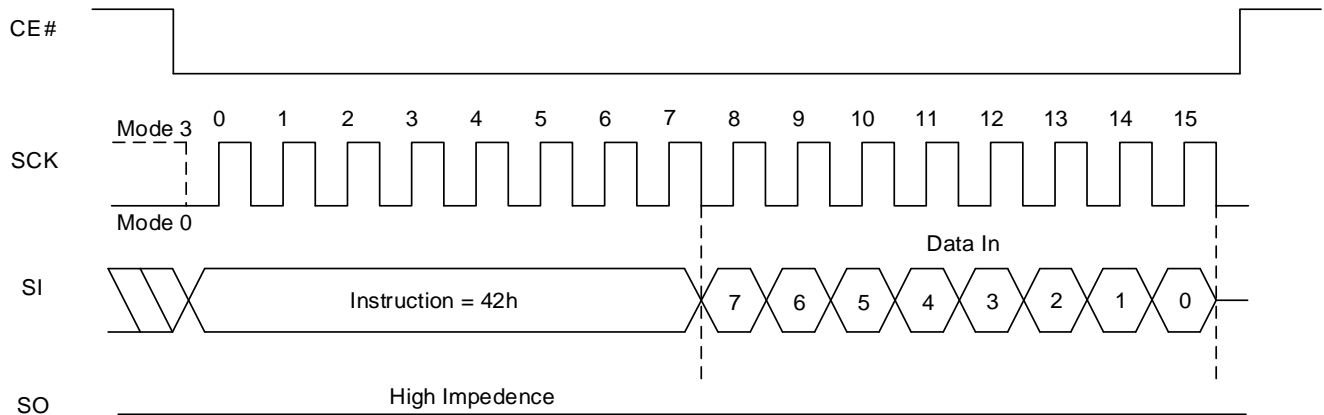 CE#
0 1 2 3 4 5 6 7 8 9 10 11 12 13 14 15
Mode 3
SCK
Mode 0
Data In
SI
Instruction = 42h
7 6 5 4 3 2 1 0
High Impedence
SO